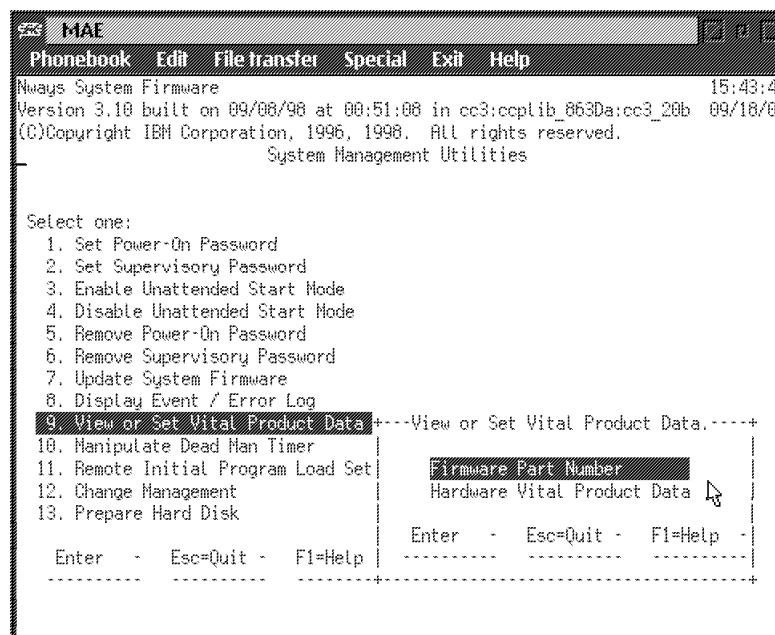 MAE
Phonebook Edit File transfer Special Exit Help
Nways System Firmware 15:43:4
Version 3.10 built on 09/08/98 at 00:51:08 in cc3:ccplib_863Da:cc3_20b 09/18/0
(C)Copyright IBM Corporation, 1996, 1998. All rights reserved.
System Management Utilities
Select one:
1. Set Power-On Password
2. Set Supervisory Password
3. Enable Unattended Start Mode
4. Disable Unattended Start Mode
5. Remove Power-On Password
6. Remove Supervisory Password
7. Update System Firmware
8. Display Event / Error Log
9. View or Set Vital Product Data +---View or Set Vital Product Data.----+
10. Manipulate Dead Man Timer
11. Remote Initial Program Load Set Firmware Part Number
12. Change Management Hardware Vital Product Data
13. Prepare Hard Disk
Enter - Esc=Quit - F1=Help -
Enter - Esc=Quit - F1=Help